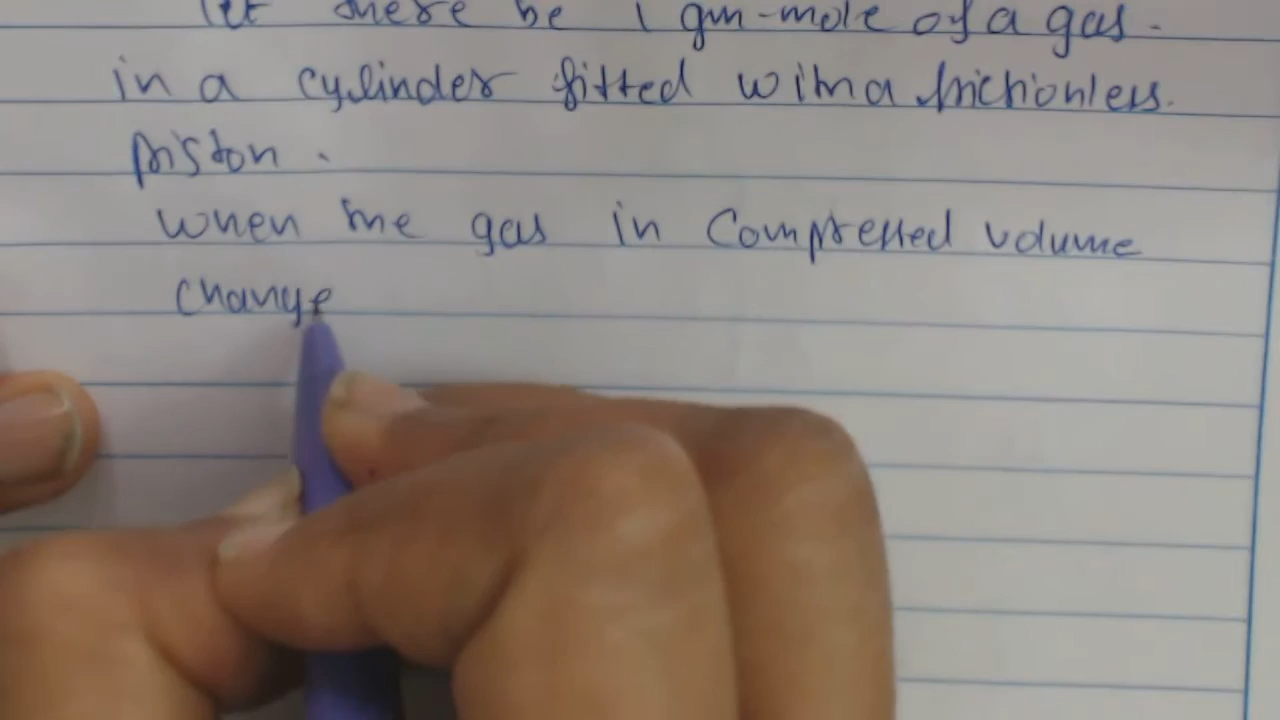 let there be 1 gm-mole of a gas.
in a cylinder fitted with a frictionless.
piston.
when the gas in compressed volume
change